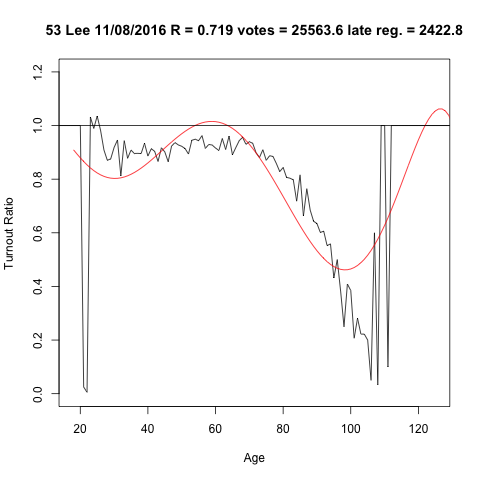 53 Lee 11/08/2016 R = 0.719 votes = 25563.6 late reg. = 2422.8
Turnout Ratio
1.2
1.0
0.8
0.6
0.4
0.2
0.0
20 40 60 80 100 120
Age